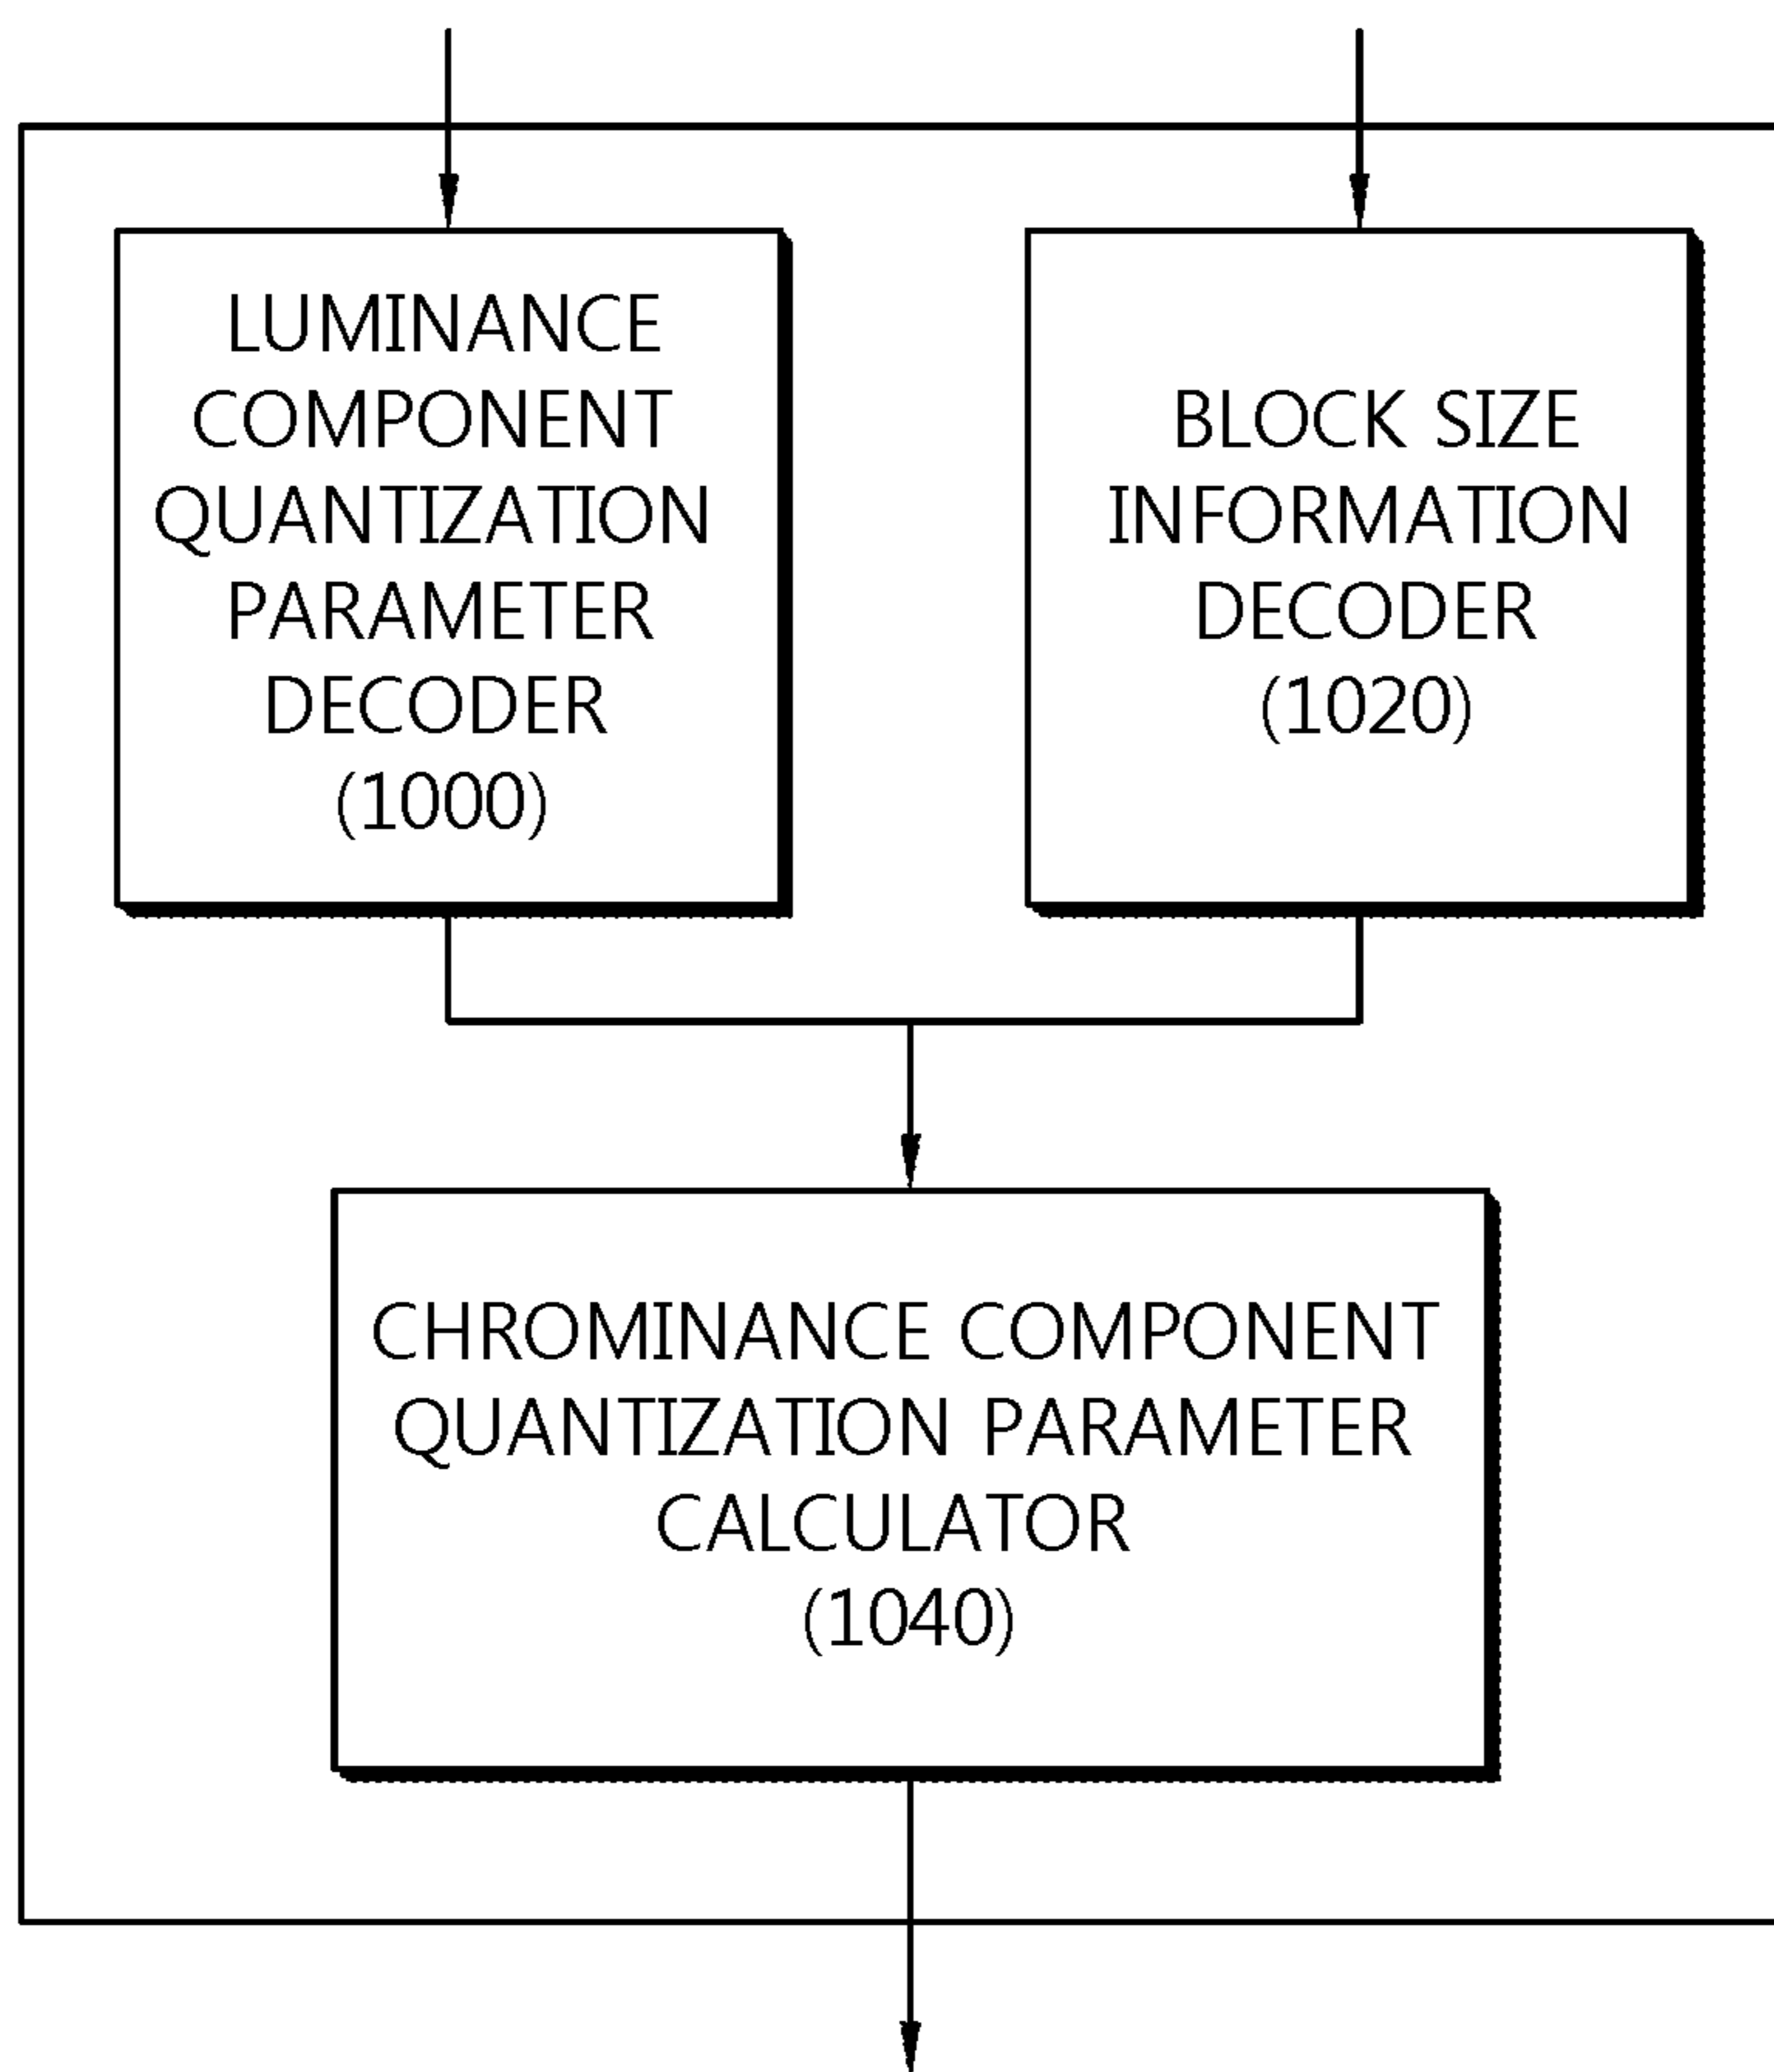 LUMINANCE
COMPONENT
QUANTIZATION
PARAMETER
DECODER
(1000)
BLOCK SIZE
INFORMATION
DECODER
(1020)
CHROMINANCE COMPONENT
QUANTIZATION PARAMETER
CALCULATOR
(1040)